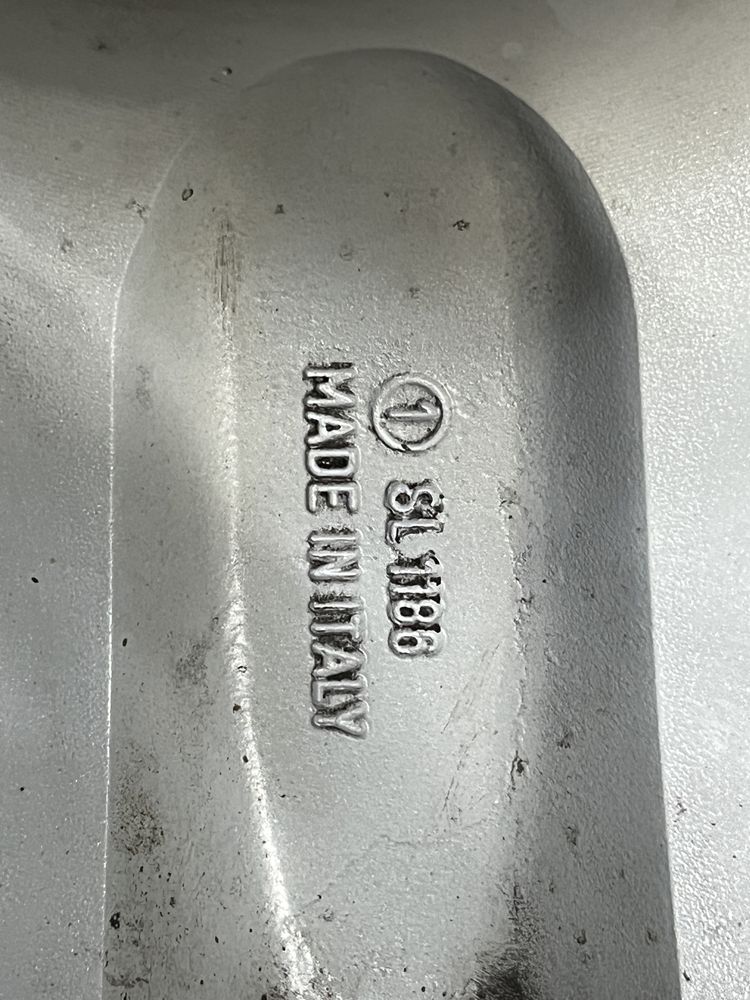 ① SL 1186
MADE IN ITALY